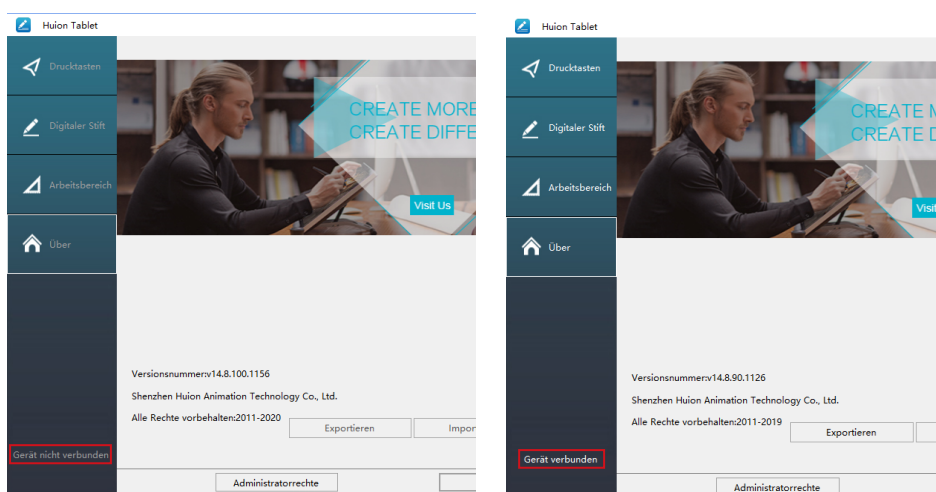 Huion Tablet
Drucktasten
Digitaler Stift
Arbeitsbereich
Über
CREATE MORE
CREATE DIFFE
Visit Us
Versionsnummer:v14.8.100.1156
Shenzhen Huion Animation Technology Co., Ltd.
Alle Rechte vorbehalten:2011-2020
Exportieren
Impor
Gerät nicht verbunden
Administratorrechte
Huion Tablet
Drucktasten
Digitaler Stift
Arbeitsbereich
Über
CREATE M
CREATE D
Visit
Versionsnummer:v14.8.90.1126
Shenzhen Huion Animation Technology Co., Ltd.
Alle Rechte vorbehalten:2011-2019
Exportieren
Gerät verbunden
Administratorrechte